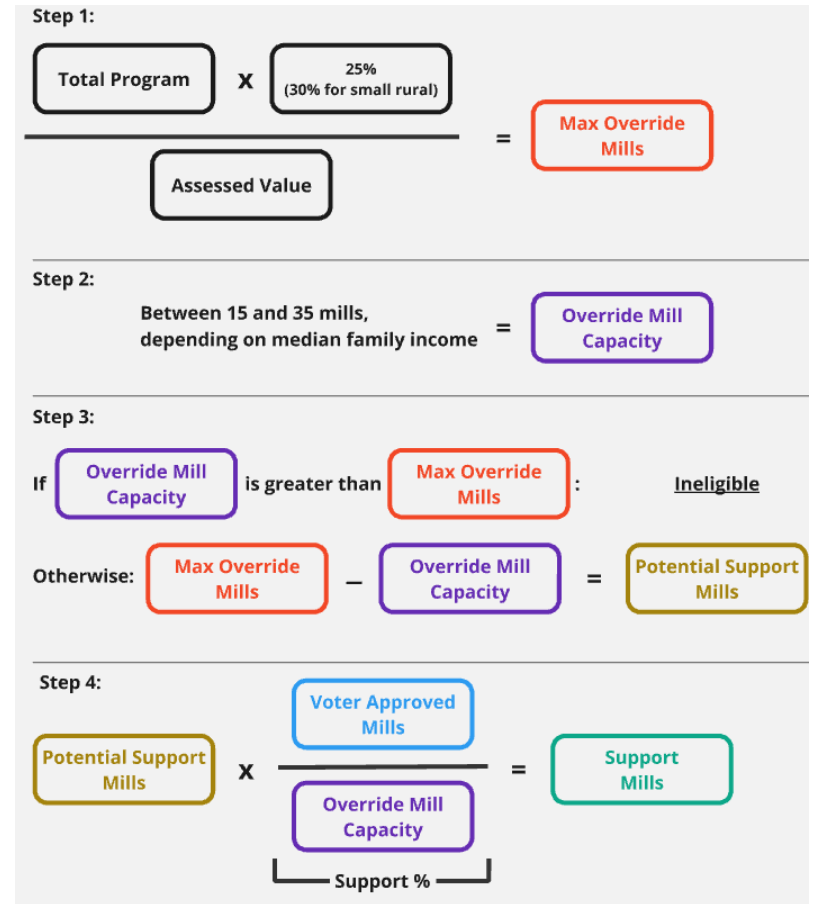 Step 1:
Total Program x 25%
(30% for small rural)
Assessed Value
= Max Override
Mills
Step 2:
Between 15 and 35 mills,
depending on median family income
= Override Mill
Capacity
Step 3:
If Override Mill
Capacity is greater than Max Override
Mills : Ineligible
Otherwise: Max Override
Mills – Override Mill
Capacity = Potential Support
Mills
Step 4:
Potential Support
Mills x Voter Approved
Mills
Override Mill
Capacity
= Support
Mills
Support %